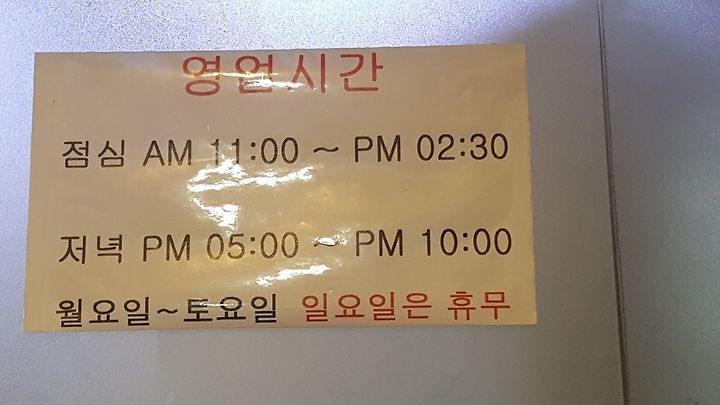 영업시간
점심 AM 11:00 ~ PM 02:30
저녁 PM 05:00 ~ PM 10:00
월요일~토요일 일요일은 휴무